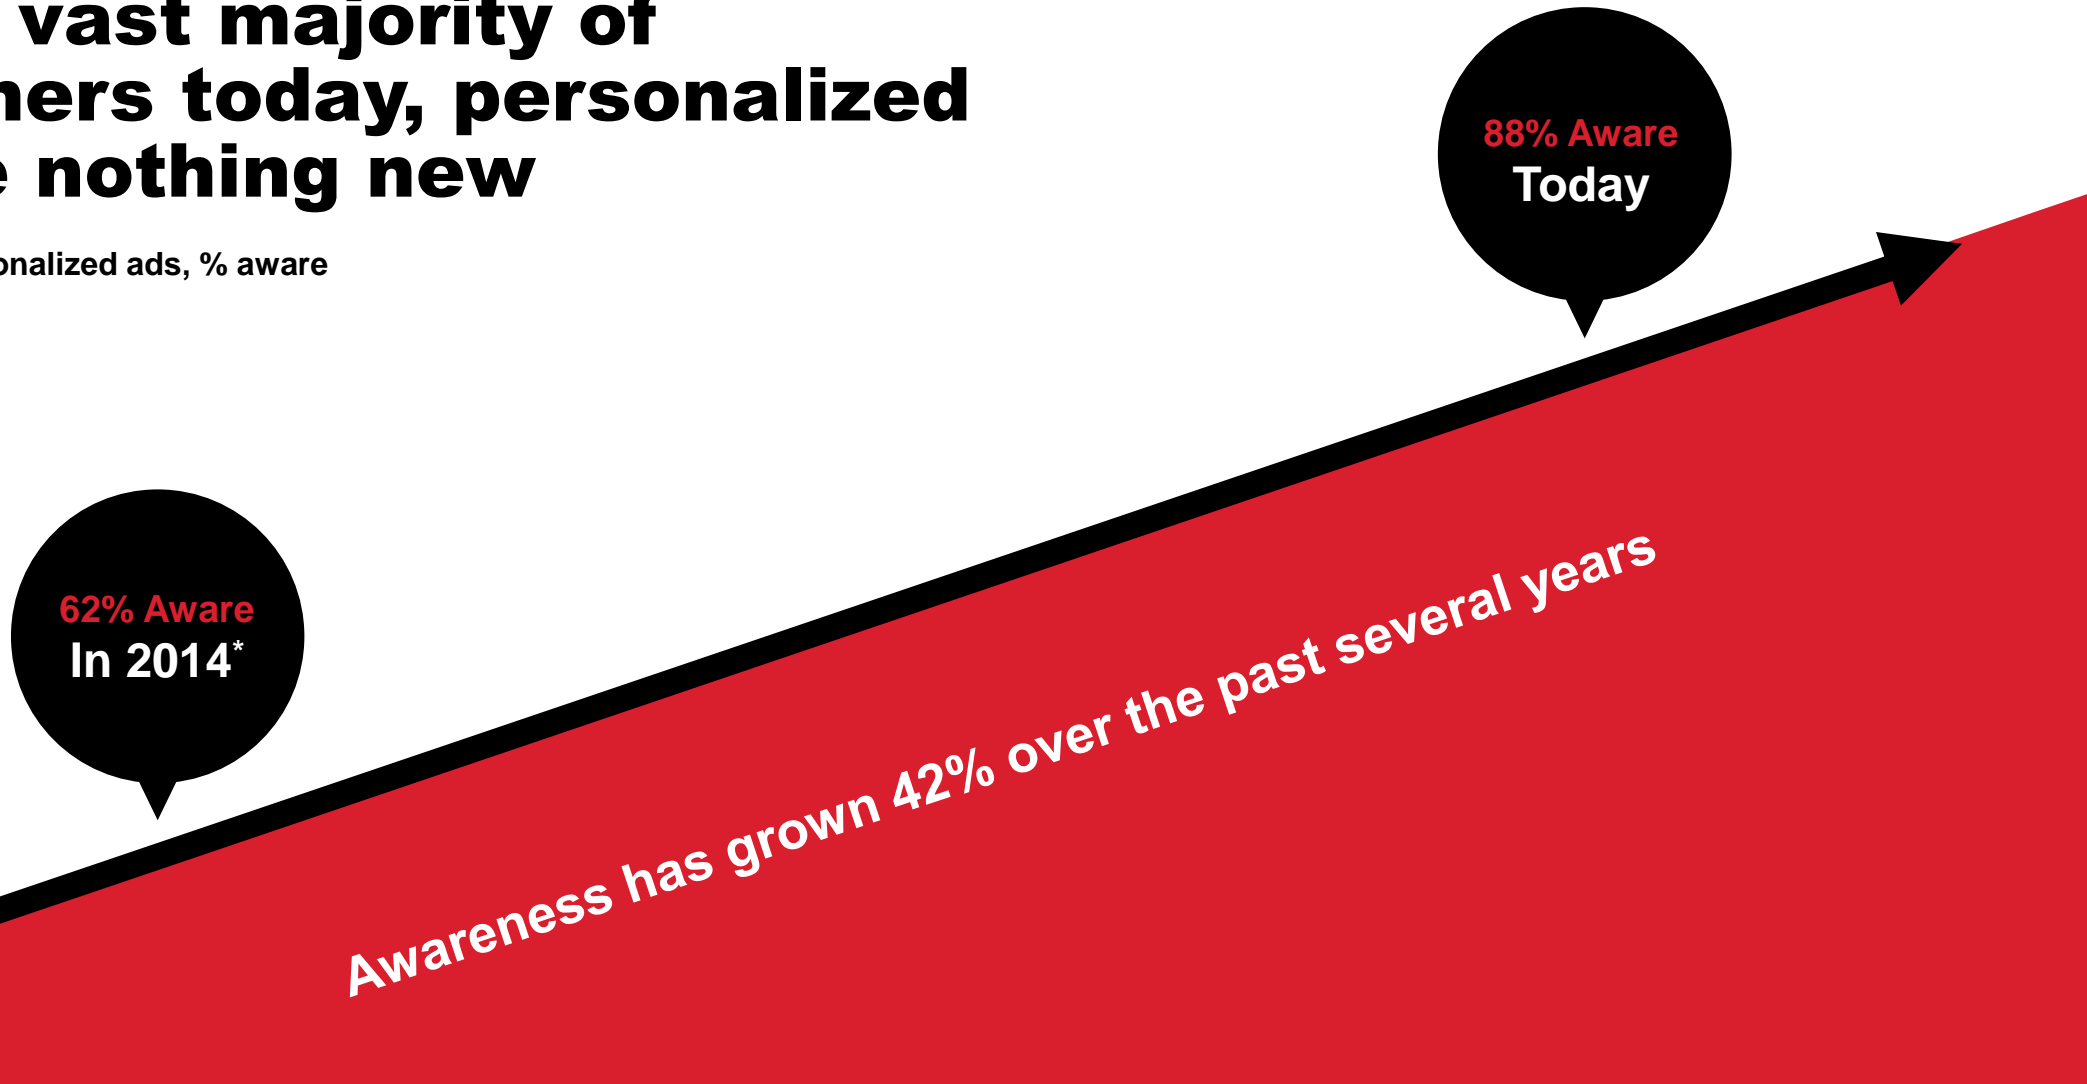 vast majority of
ners today, personalized
e nothing new
onalized ads, % aware
88% Aware
Today
62% Aware
In 2014*
Awareness has grown 42% over the past several years